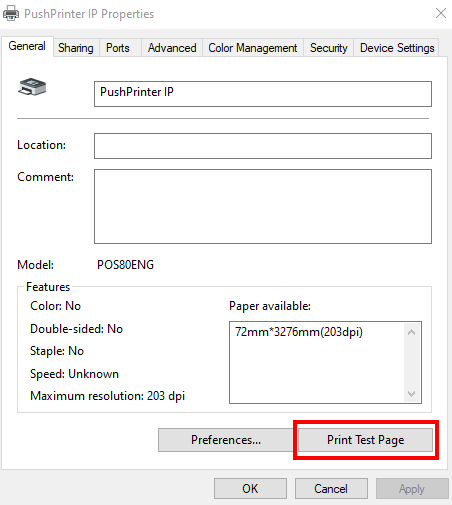 PushPrinter IP Properties
General Sharing Ports Advanced Color Management Security Device Settings
PushPrinter IP
Location:
Comment:
Model: POS80ENG
Features
Color: No
Double-sided: No
Staple: No
Speed: Unknown
Maximum resolution: 203 dpi
Paper available:
72mm*3276mm(203dpi)
Preferences... Print Test Page
OK Cancel Apply